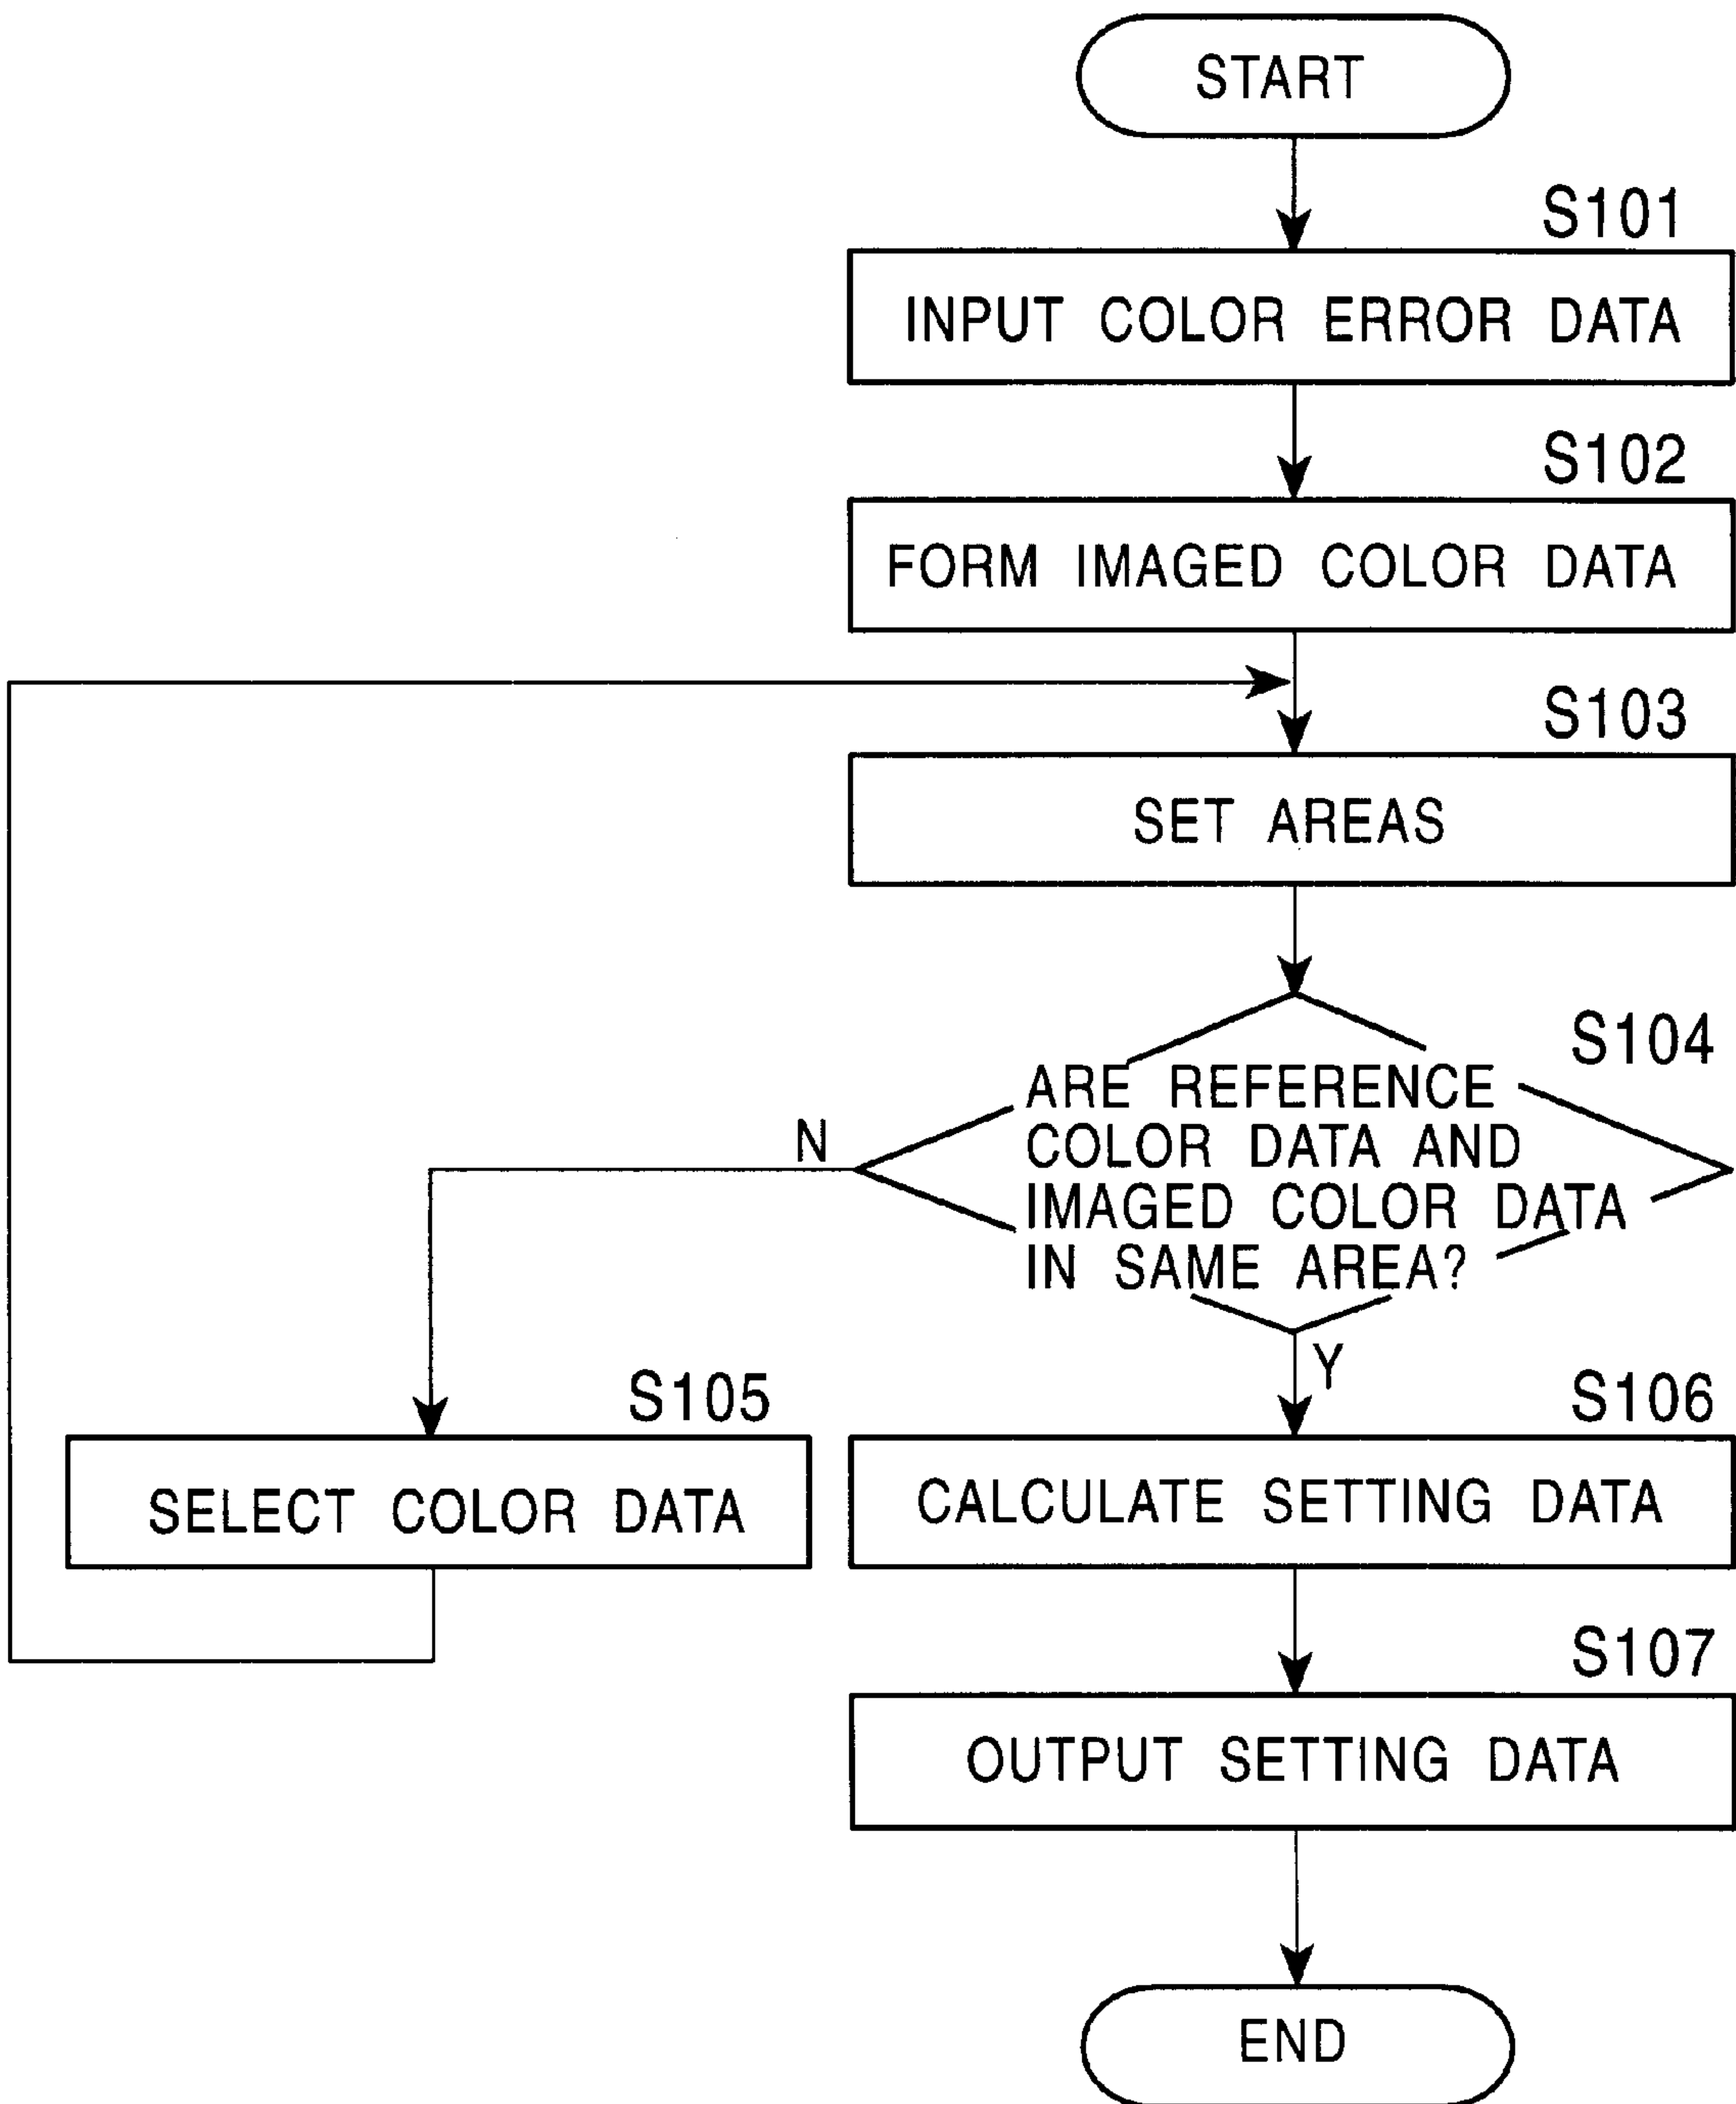 START
S101
INPUT COLOR ERROR DATA
S102
FORM IMAGED COLOR DATA
S103
SET AREAS
S104
ARE REFERENCE
COLOR DATA AND
IMAGED COLOR DATA
IN SAME AREA?
N
Y
S105
SELECT COLOR DATA
S106
CALCULATE SETTING DATA
S107
OUTPUT SETTING DATA
END